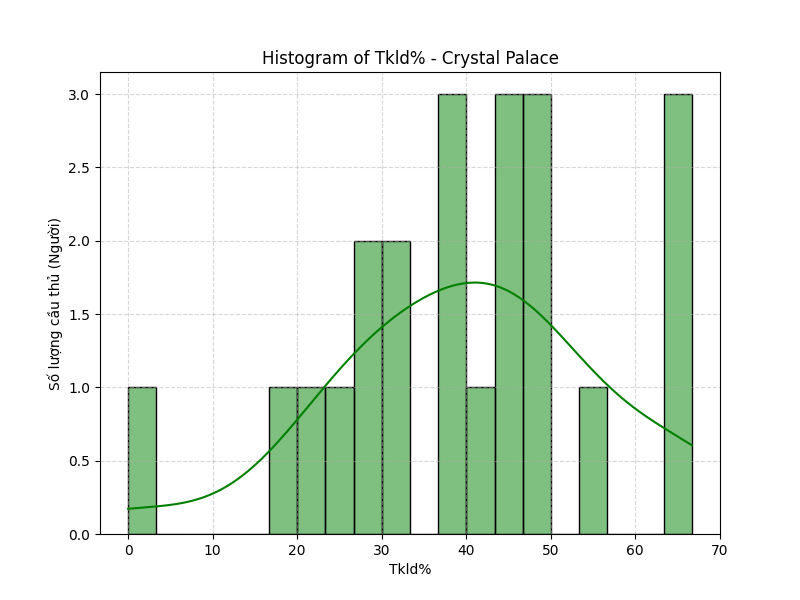 Histogram of Tkld% - Crystal Palace
3.0
2.5
2.0
1.5
1.0
0.5
0.0
Số lượng cầu thủ (Người)
0 10 20 30 40 50 60 70
Tkld%